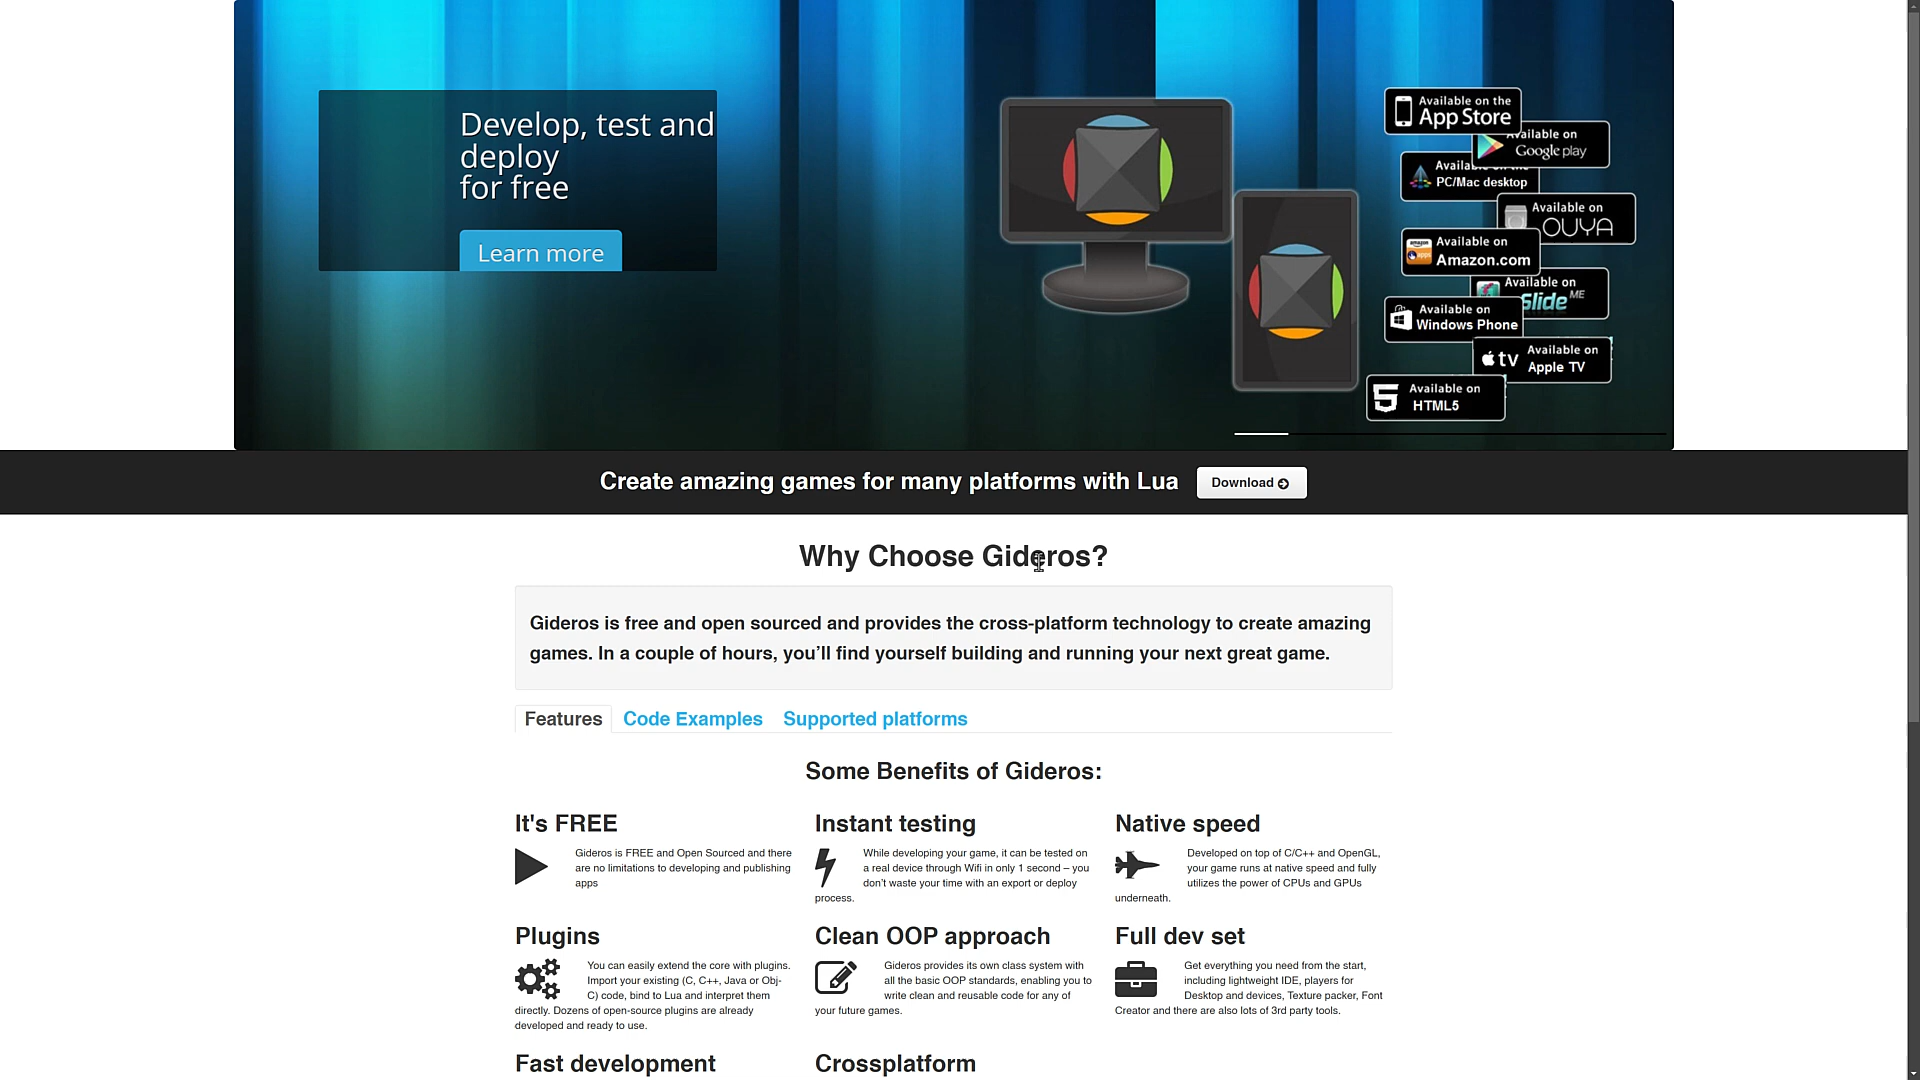 Develop, test and
deploy
for free
Learn more
Available on the
App Store
Available on
Google play
PC/Mac desktop
Available on
OUYA
Available on
Amazon.com
Available on
Slide ME
Available on
Windows Phone
tv
Available on
Apple TV
Available on
HTML5
Create amazing games for many platforms with Lua
Download
Why Choose Gideros?
Gideros is free and open sourced and provides the cross-platform technology to create amazing
games. In a couple of hours, you’ll find yourself building and running your next great game.
Features Code Examples Supported platforms
Some Benefits of Gideros:
It's FREE
Gideros is FREE and Open Sourced and there
are no limitations to developing and publishing
apps
Instant testing
While developing your game, it can be tested on
a real device through Wifi in only 1 second – you
don’t waste your time with an export or deploy
process.
Native speed
Developed on top of C/C++ and OpenGL,
your game runs at native speed and fully
utilizes the power of CPUs and GPUs
underneath.
Plugins
You can easily extend the core with plugins.
Import your existing (C, C++, Java or Obj-
C) code, bind to Lua and interpret them
directly. Dozens of open-source plugins are already
developed and ready to use.
Clean OOP approach
Gideros provides its own class system with
all the basic OOP standards, enabling you to
write clean and reusable code for any of
your future games.
Full dev set
Get everything you need from the start,
including lightweight IDE, players for
Desktop and devices, Texture packer, Font
Creator and there are also lots of 3rd party tools.
Fast development
Crossplatform